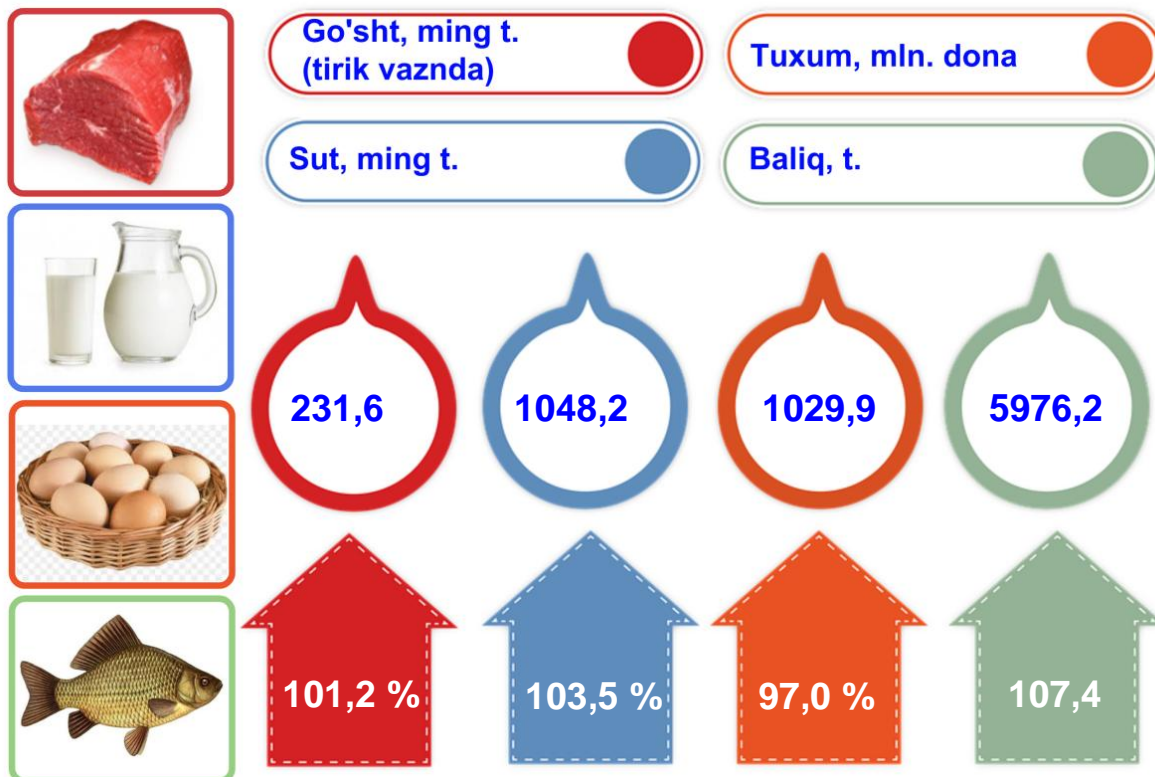 Go'sht, ming t.
(tirik vaznda)
Tuxum, mln. dona
Sut, ming t.
Baliq, t.
231,6
1048,2
1029,9
5976,2
101,2 %
103,5 %
97,0 %
107,4